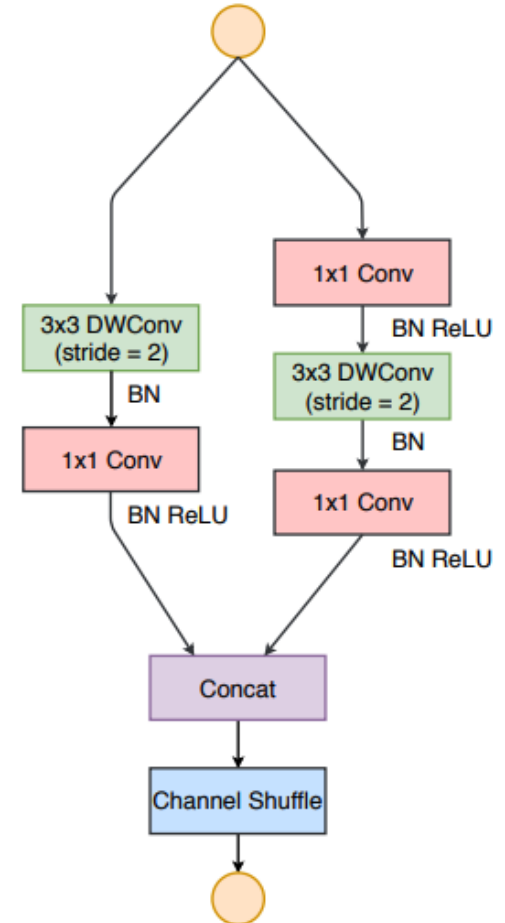 1x1 Conv
BN ReLU
3x3 DWConv
(stride = 2)
BN
1x1 Conv
BN ReLU
3x3 DWConv
(stride = 2)
BN
1x1 Conv
BN ReLU
Concat
Channel Shuffle